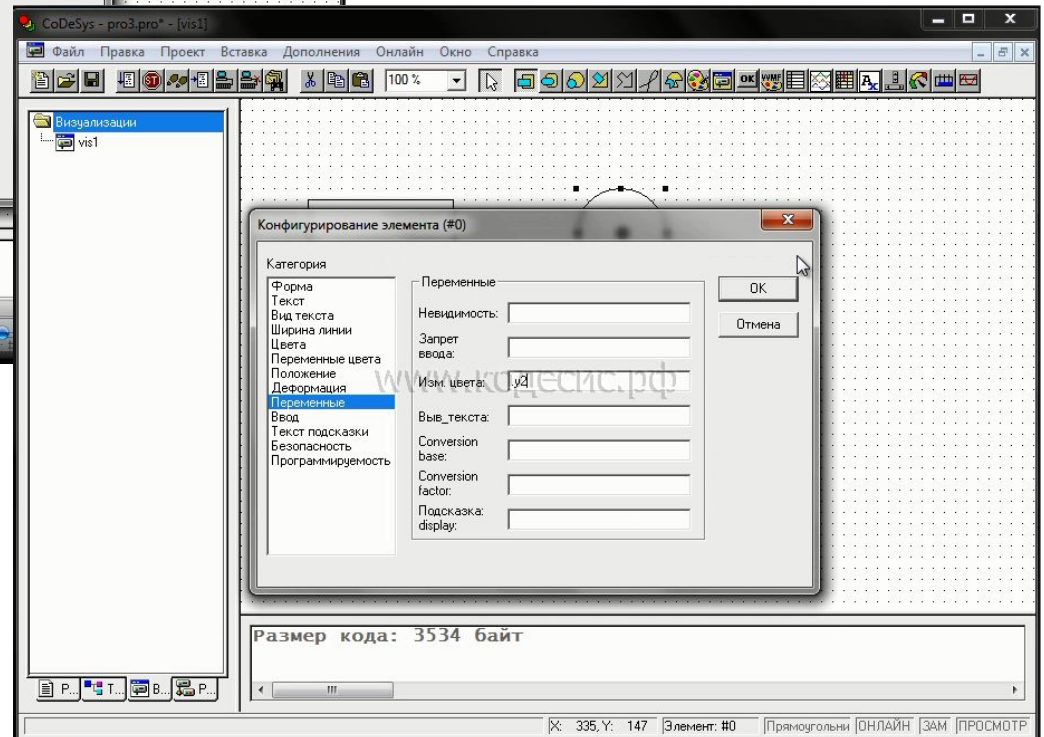 CoDeSys - pro3.pro* - [vis1]
Файл Правка Проект Вставка Дополнения Онлайн Окно Справка
100 %
Визуализации
vis1
Конфигурирование элемента (#0)
Категория
Форма
Текст
Вид текста
Ширина линии
Цвета
Переменные цвета
Положение
Деформация
Переменные
Ввод
Текст подсказки
Безопасность
Программируемость
Переменные
Невидимость:
Запрет
ввода:
Изм. цвета: .y2
Выв_текста:
Conversion
base:
Conversion
factor:
Подсказка:
display:
OK
Отмена
www.кодесис.рф
Размер кода: 3534 байт
Р... Т... В... Р...
X: 335, Y: 147 Элемент: #0 Прямоугольни ОНЛАЙН ЗАМ ПРОСМОТР